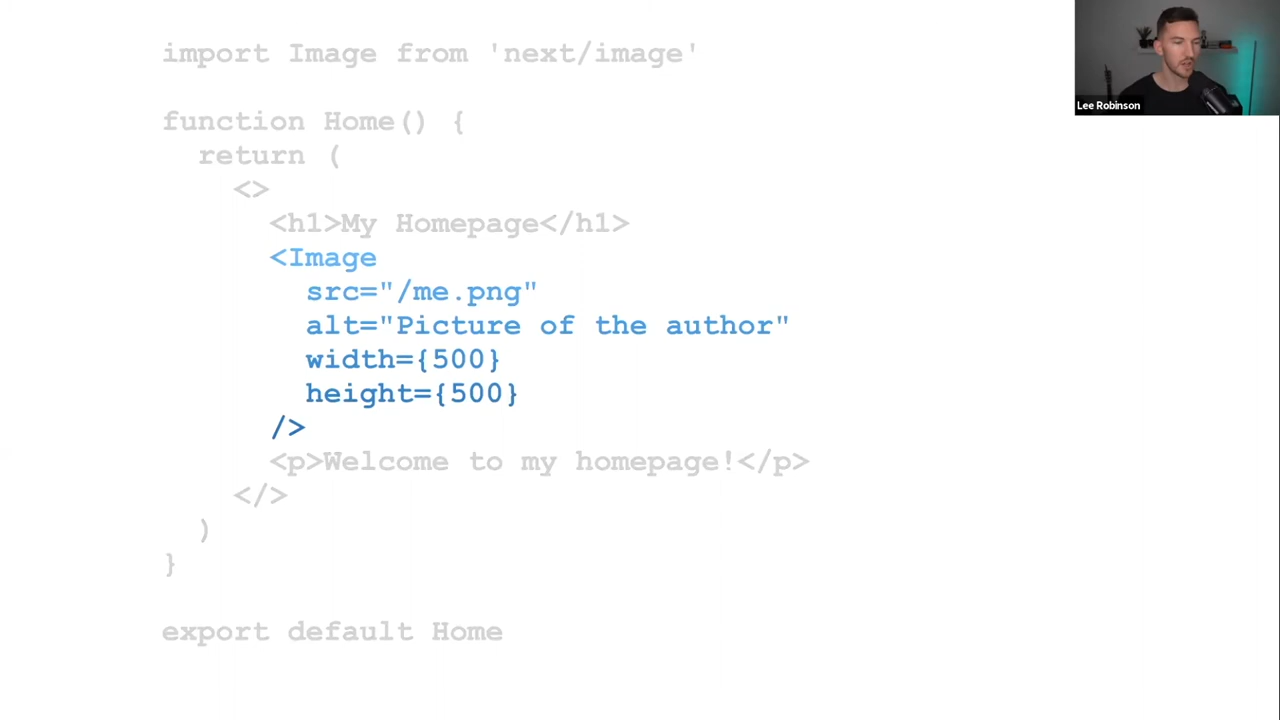 import Image from 'next/image'
function Home() {
return (
<>
<h1>My Homepage</h1>
<Image
src="/me.png"
alt="Picture of the author"
width={500}
height={500}
/>
<p>Welcome to my homepage!</p>
</>
)
}
export default Home
Lee Robinson